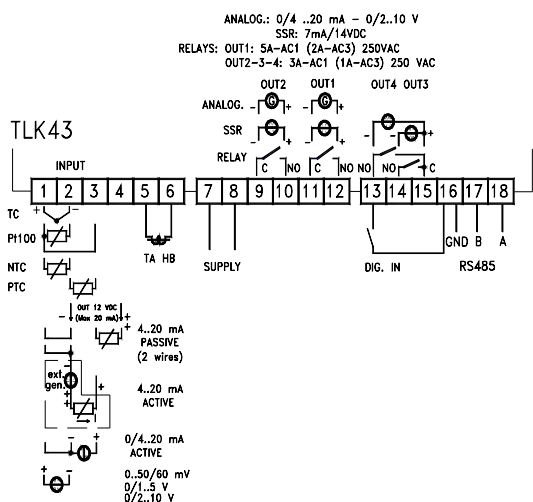 ANALOG.: 0/4 ..20 mA - 0/2..10 V
SSR: 7mA/14VDC
RELAYS: OUT1: 5A-AC1 (2A-AC3) 250VAC
OUT2-3-4: 3A-AC1 (1A-AC3) 250 VAC
OUT2 OUT1 OUT4 OUT3
ANALOG. - G + - G +
TLK43
SSR - + - + - - +
RELAY C NO C NO NO NO C
INPUT
1 2 3 4 5 6 7 8 9 10 11 12 13 14 15 16 17 18
TC + -
Pt100
TA HB
SUPPLY
DIG. IN
GND B A
RS485
NTC
PTC
OUT 12 VDC
(Max 20 mA)
- + +
4..20 mA
PASSIVE
(2 wires)
ext.
gen.
- + + +
4..20 mA
ACTIVE
- +
0/4..20 mA
ACTIVE
+ -
0..50/60 mV
0/1..5 V
0/2..10 V